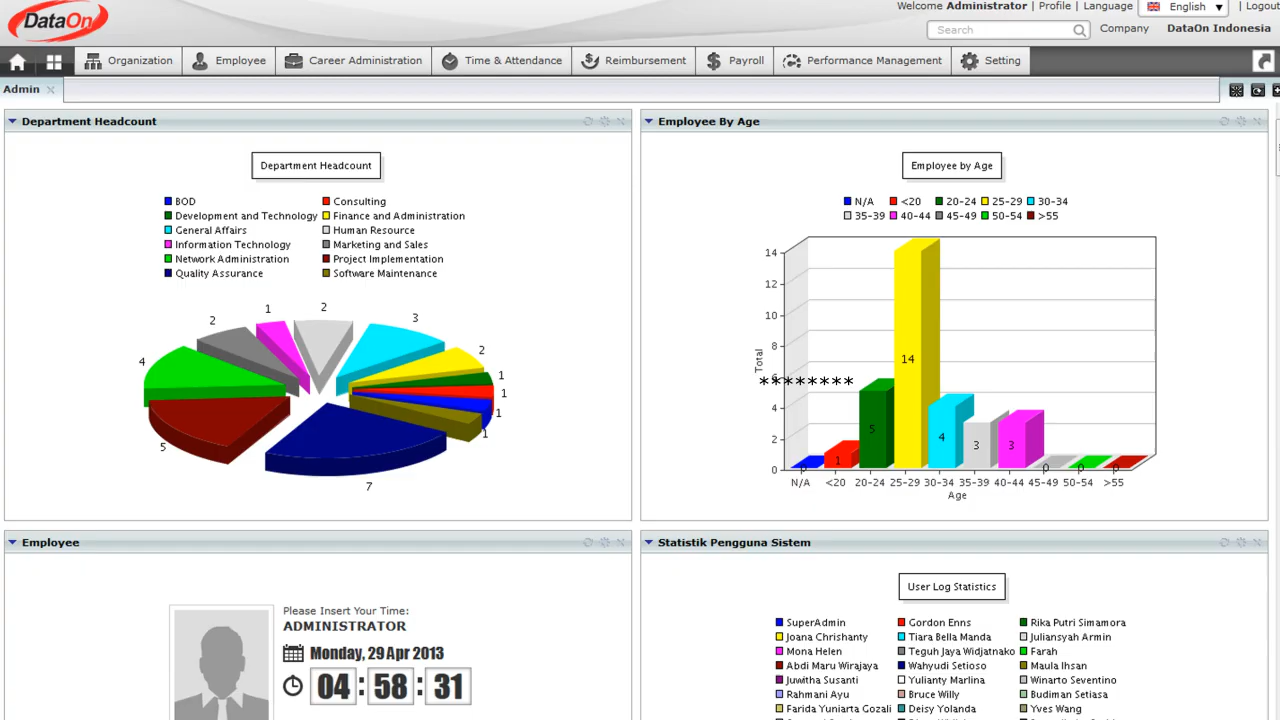 DataOn
Welcome Administrator | Profile | Language English ▼ | Logout
Search Company DataOn Indonesia
Organization Employee Career Administration Time & Attendance Reimbursement Payroll Performance Management Setting
Admin
Department Headcount
Department Headcount
BOD Consulting
Development and Technology Finance and Administration
General Affairs Human Resource
Information Technology Marketing and Sales
Network Administration Project Implementation
Quality Assurance Software Maintenance
2
1
2
3
2
1
1
1
1
4
5
7
Employee By Age
Employee by Age
N/A <20 20-24 25-29 30-34
35-39 40-44 45-49 50-54 >55
Total
14
12
10
8
6
4
2
0
********
0 1 5 14 4 3 3 0 0 0
N/A <20 20-24 25-29 30-34 35-39 40-44 45-49 50-54 >55
Age
Employee
Please Insert Your Time:
ADMINISTRATOR
Monday, 29 Apr 2013
04 : 58 : 31
Statistik Pengguna Sistem
User Log Statistics
SuperAdmin Gordon Enns Rika Putri Simamora
Joana Chrishanty Tiara Bella Manda Juliansyah Armin
Mona Helen Teguh Jaya Widjatnako Farah
Abdi Maru Wirajaya Wahyudi Setioso Maula Ihsan
Juwitha Susanti Yulianty Marlina Winarto Seventino
Rahmani Ayu Bruce Willy Budiman Setiasa
Farida Yuniarta Gozali Deisy Yolanda Yves Wang